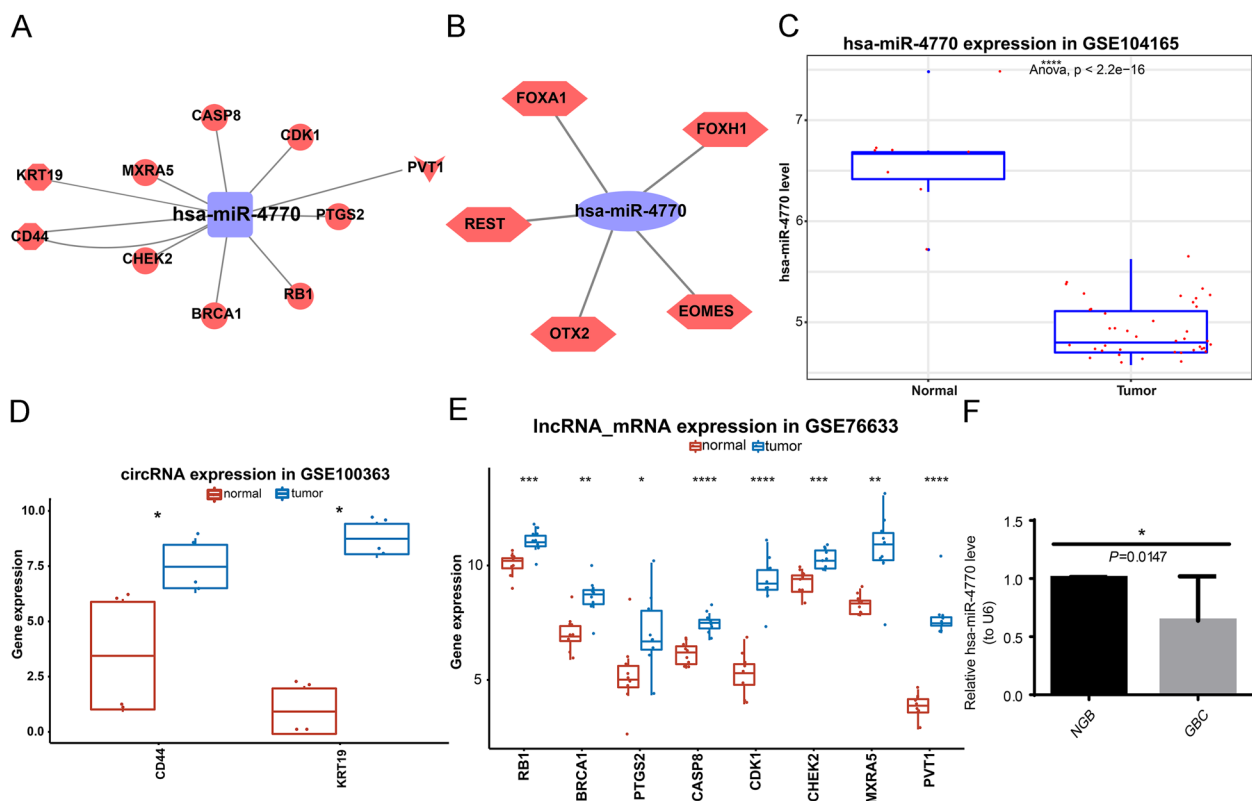 A
CASP8
CDK1
MXRA5
PVT1
KRT19
hsa-miR-4770
PTGS2
CD44
CHEK2
RB1
BRCA1
B
FOXA1
FOXH1
hsa-miR-4770
REST
EOMES
OTX2
C
hsa-miR-4770 expression in GSE104165
****
Anova, p < 2.2e−16
hsa-miR-4770 level
7
6
5
Normal
Tumor
D
circRNA expression in GSE100363
normal
tumor
*
*
Gene expression
10.0
7.5
5.0
2.5
0.0
CD44
KRT19
E
lncRNA_mRNA expression in GSE76633
normal
tumor
*** ** * **** **** *** ** ****
Gene expression
10
5
RB1
BRCA1
PTGS2
CASP8
CDK1
CHEK2
MXRA5
PVT1
F
Relative hsa-miR-4770 level
(to U6)
1.5
1.0
0.5
0.0
*
P=0.0147
NGB
GBC